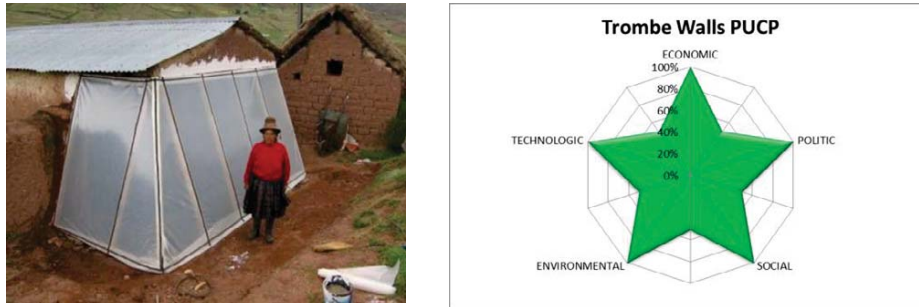 Trombe Walls PUCP
ECONOMIC
100%
80%
60%
40%
20%
0%
TECHNOLOGIC
POLITIC
ENVIRONMENTAL
SOCIAL